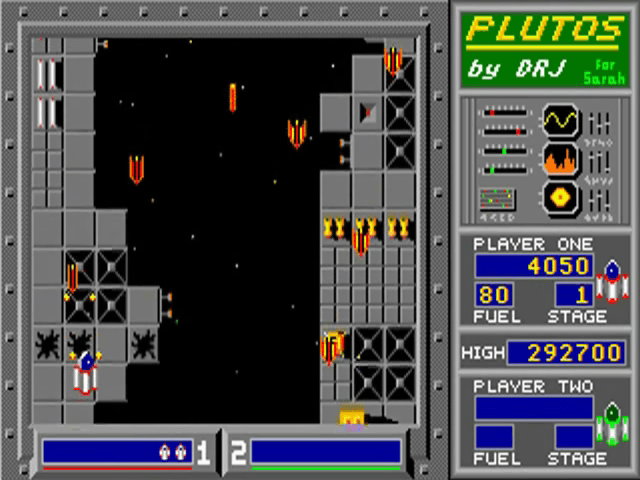 PLUTOS
by DRJ for Sarah
PLAYER ONE
4050
80 1
FUEL STAGE
HIGH 292700
PLAYER TWO
FUEL STAGE
1 2